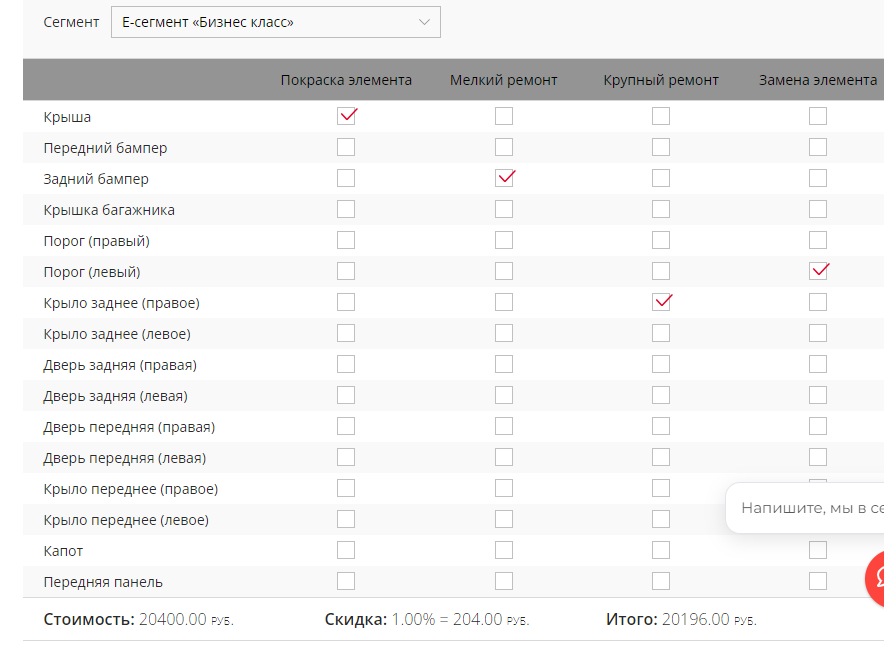 Сегмент Е-сегмент «Бизнес класс»
Покраска элемента Мелкий ремонт Крупный ремонт Замена элемента
Крыша
Передний бампер
Задний бампер
Крышка багажника
Порог (правый)
Порог (левый)
Крыло заднее (правое)
Крыло заднее (левое)
Дверь задняя (правая)
Дверь задняя (левая)
Дверь передняя (правая)
Дверь передняя (левая)
Крыло переднее (правое)
Крыло переднее (левое)
Напишите, мы в се
Капот
Передняя панель
Стоимость: 20400.00 РУБ. Скидка: 1.00% = 204.00 РУБ. Итого: 20196.00 РУБ.